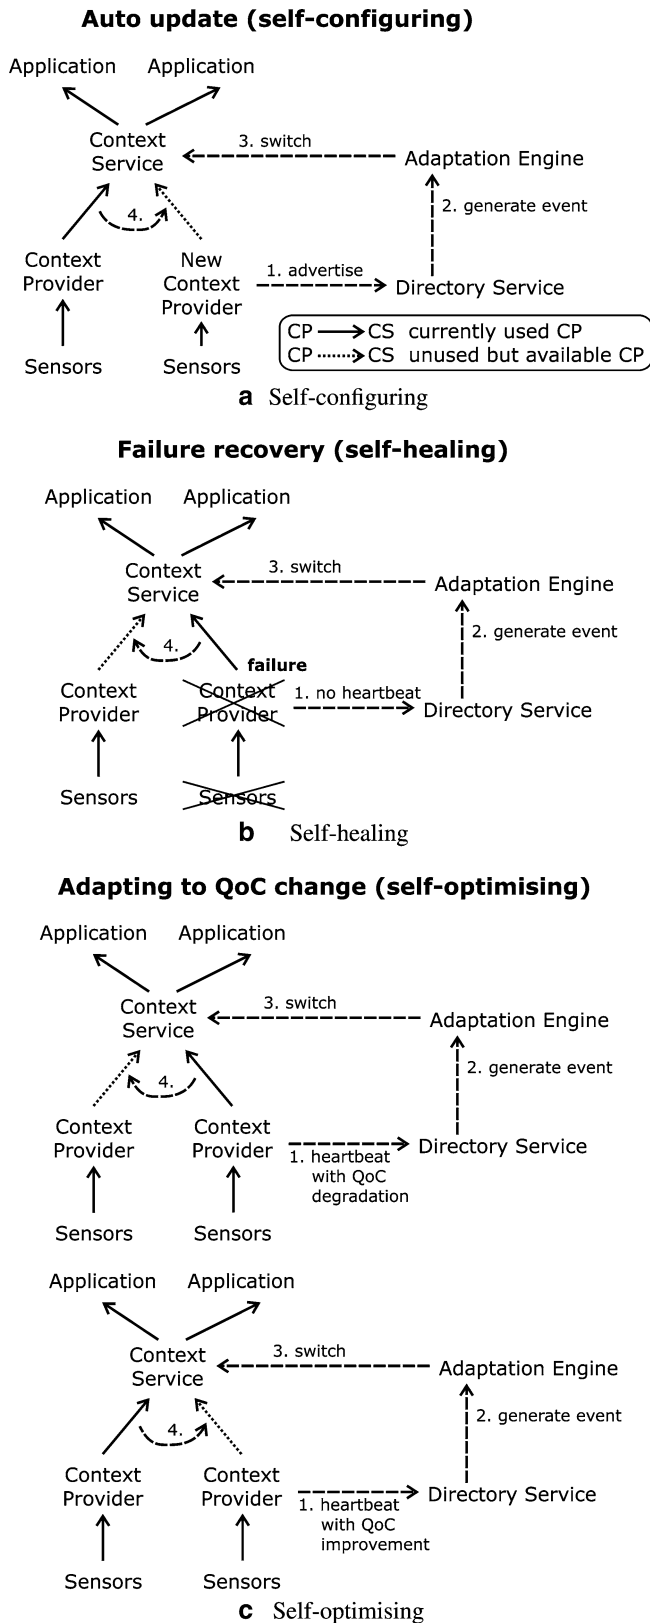 Auto update (self-configuring)
Application Application
3. switch
Context
Service
Adaptation Engine
4.
2. generate event
Context
Provider
New
Context
Provider
1. advertise
Directory Service
CP CS currently used CP
CP CS unused but available CP
Sensors Sensors
a Self-configuring
Failure recovery (self-healing)
Application Application
3. switch
Context
Service
Adaptation Engine
4.
2. generate event
failure
Context
Provider
Context
Provider
1. no heartbeat
Directory Service
Sensors Sensors
b Self-healing
Adapting to QoC change (self-optimising)
Application Application
3. switch
Context
Service
Adaptation Engine
4.
2. generate event
Context
Provider
Context
Provider
Directory Service
1. heartbeat
with QoC
degradation
Sensors Sensors
Application Application
3. switch
Context
Service
Adaptation Engine
4.
2. generate event
Context
Provider
Context
Provider
Directory Service
1. heartbeat
with QoC
improvement
Sensors Sensors
c Self-optimising